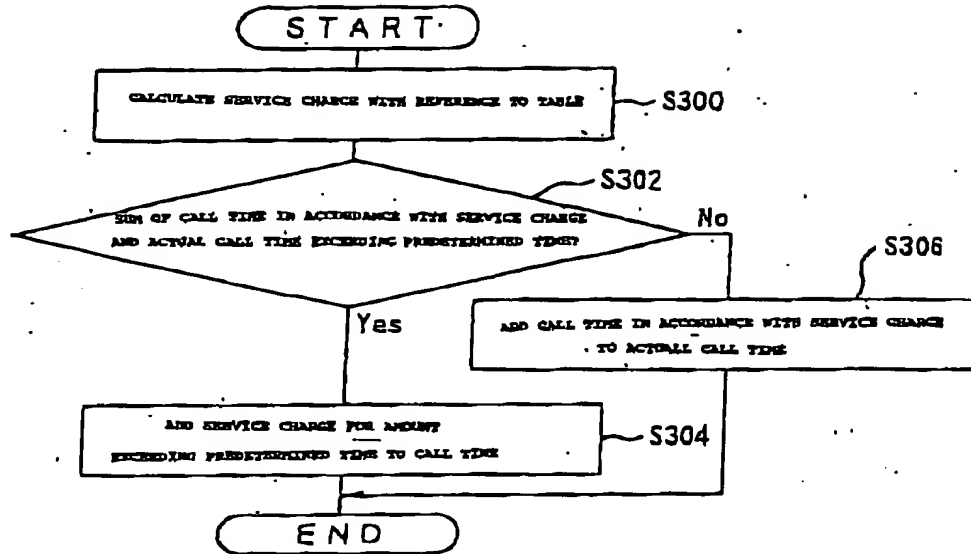 START
CALCULATE SERVICE CHARGE WITH REFERENCE TO TABLE
S300
S302
SUM OF CALL TIME IN ACCORDANCE WITH SERVICE CHARGE
AND ACTUAL CALL TIME EXCEEDING PREDETERMINED TIME?
No
S306
Yes
ADD CALL TIME IN ACCORDANCE WITH SERVICE CHARGE
TO ACTUALL CALL TIME
ADD SERVICE CHARGE FOR AMOUNT
EXCEEDING PREDETERMINED TIME TO CALL TIME
S304
END